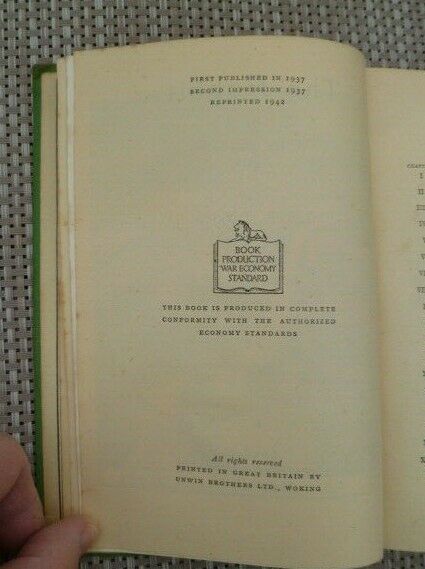 FIRST PUBLISHED IN 1937
SECOND IMPRESSION 1937
REPRINTED 1942
BOOK
PRODUCTION
WAR ECONOMY
STANDARD
THIS BOOK IS PRODUCED IN COMPLETE
CONFORMITY WITH THE AUTHORIZED
ECONOMY STANDARDS
All rights reserved
PRINTED IN GREAT BRITAIN BY
UNWIN BROTHERS LTD., WOKING
I
II